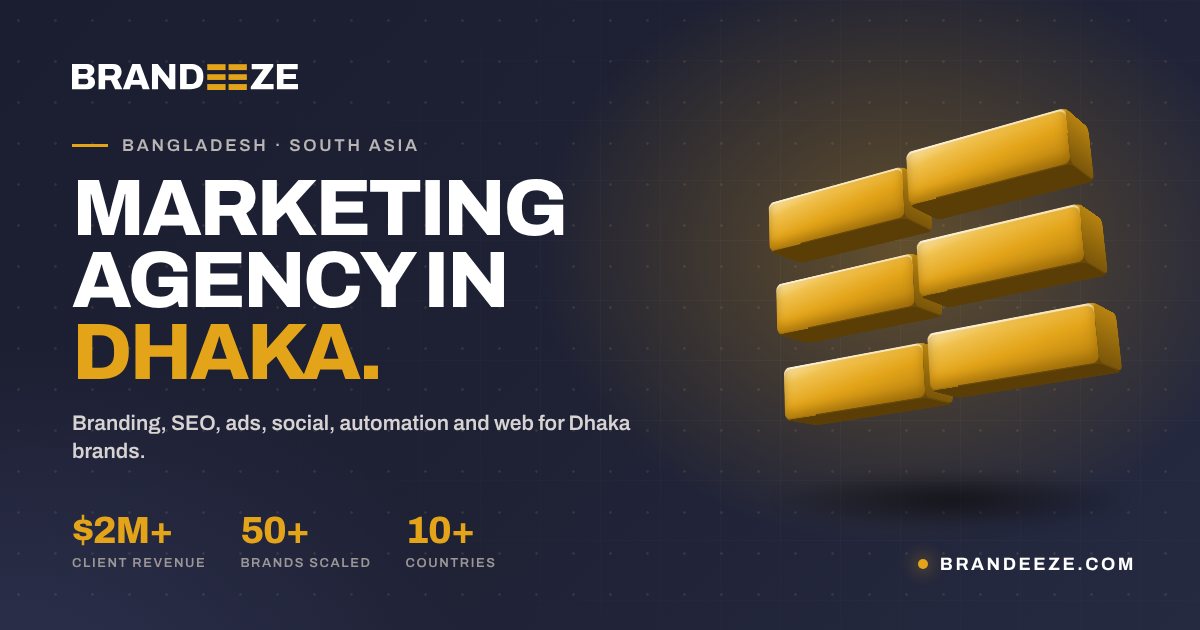 BRANDEEZE
BANGLADESH · SOUTH ASIA
MARKETING
AGENCY IN
DHAKA.
Branding, SEO, ads, social, automation and web for Dhaka
brands.
$2M+ 50+ 10+
CLIENT REVENUE BRANDS SCALED COUNTRIES
BRANDEEZE.COM